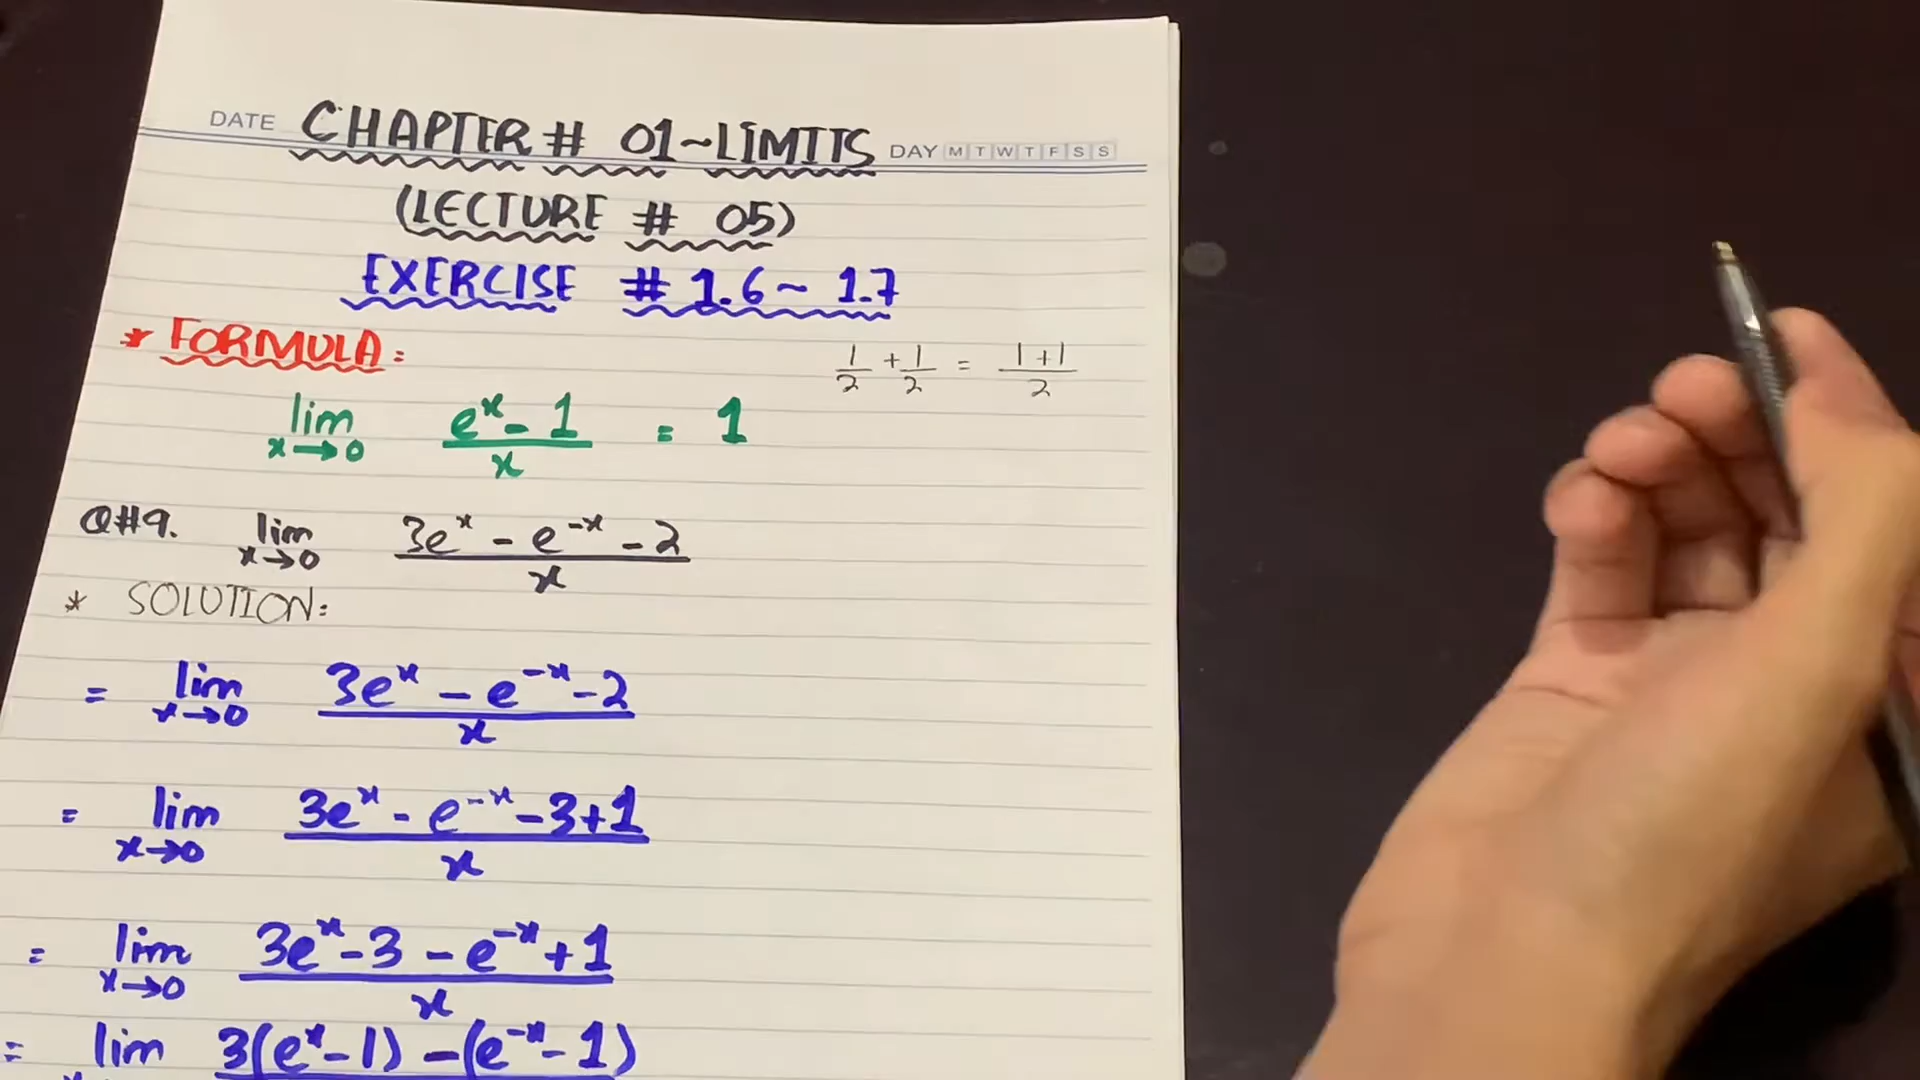 DATE CHAPTER # 01~LIMITS DAY M T W T F S S
(LECTURE # 05)
EXERCISE # 1.6 ~ 1.7
* FORMULA:
1/2 + 1/2 = 1+1/2
lim x→0 e^x - 1 / x = 1
Q#9. lim x→0 3e^x - e^-x - 2 / x
* SOLUTION:
= lim x→0 3e^x - e^-x - 2 / x
= lim x→0 3e^x - e^-x - 3+1 / x
= lim x→0 3e^x - 3 - e^-x + 1 / x
= lim 3(e^x - 1) - (e^-x - 1)